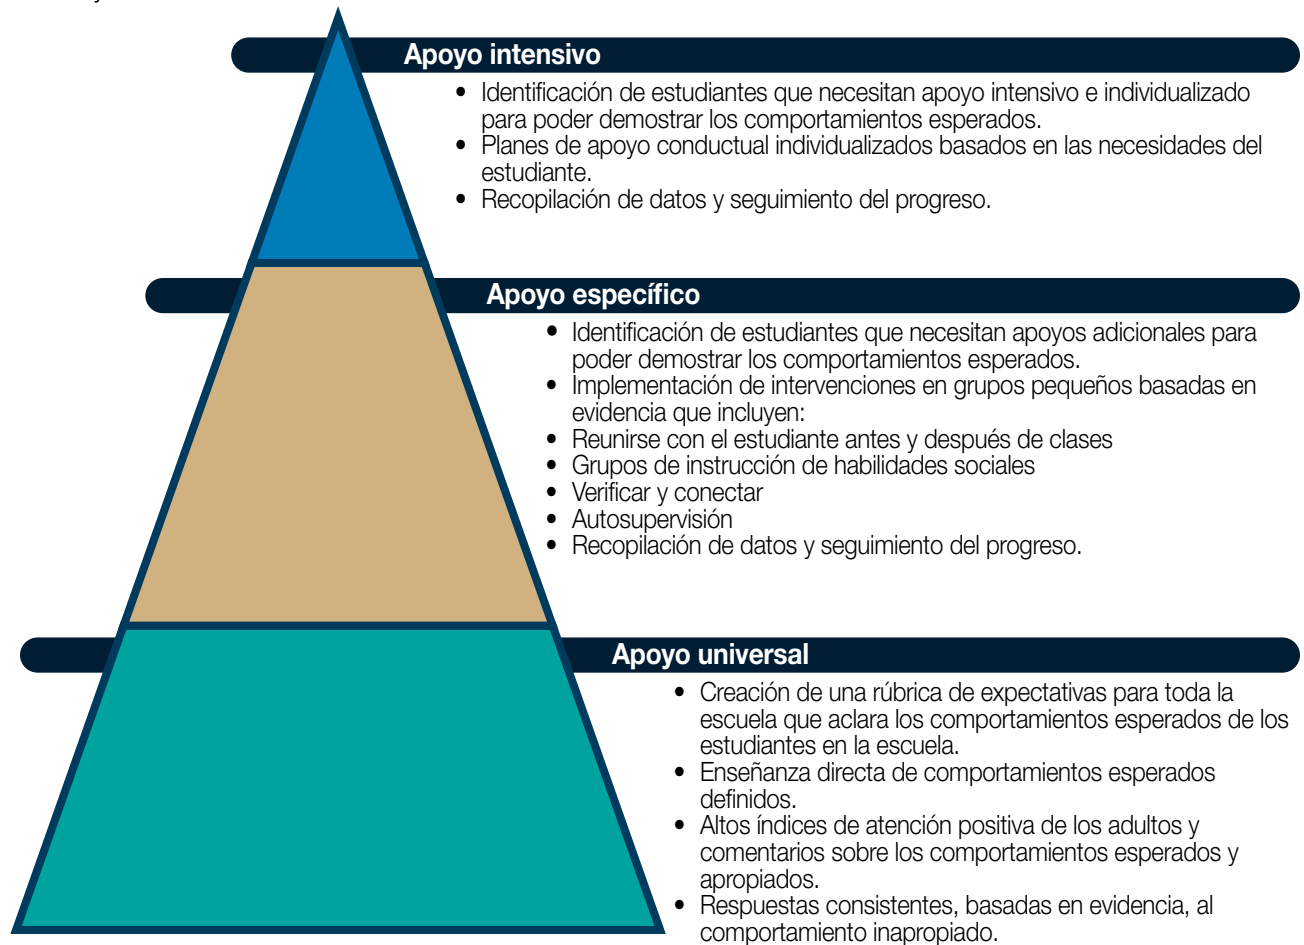 Apoyo intensivo
• Identificación de estudiantes que necesitan apoyo intensivo e individualizado
para poder demostrar los comportamientos esperados.
• Planes de apoyo conductual individualizados basados en las necesidades del
estudiante.
• Recopilación de datos y seguimiento del progreso.
Apoyo específico
• Identificación de estudiantes que necesitan apoyos adicionales para
poder demostrar los comportamientos esperados.
• Implementación de intervenciones en grupos pequeños basadas en
evidencia que incluyen:
• Reunirse con el estudiante antes y después de clases
• Grupos de instrucción de habilidades sociales
• Verificar y conectar
• Autosupervisión
• Recopilación de datos y seguimiento del progreso.
Apoyo universal
• Creación de una rúbrica de expectativas para toda la
escuela que aclara los comportamientos esperados de los
estudiantes en la escuela.
• Enseñanza directa de comportamientos esperados
definidos.
• Altos índices de atención positiva de los adultos y
comentarios sobre los comportamientos esperados y
apropiados.
• Respuestas consistentes, basadas en evidencia, al
comportamiento inapropiado.